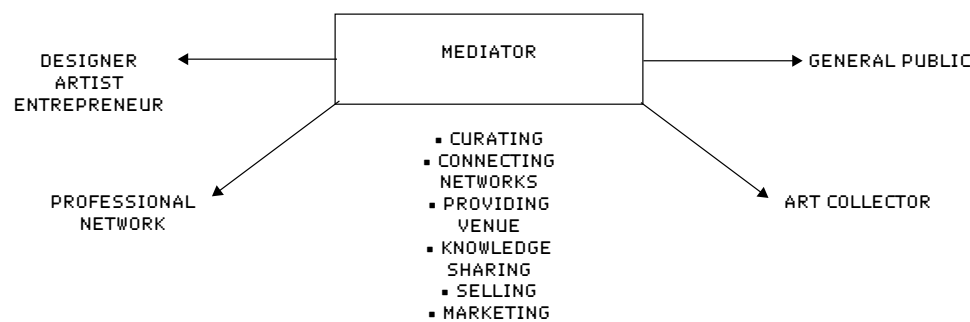 MEDIATOR
DESIGNER
ARTIST
ENTREPRENEUR
GENERAL PUBLIC
PROFESSIONAL
NETWORK
▪ CURATING
▪ CONNECTING
NETWORKS
▪ PROVIDING
VENUE
▪ KNOWLEDGE
SHARING
▪ SELLING
▪ MARKETING
ART COLLECTOR